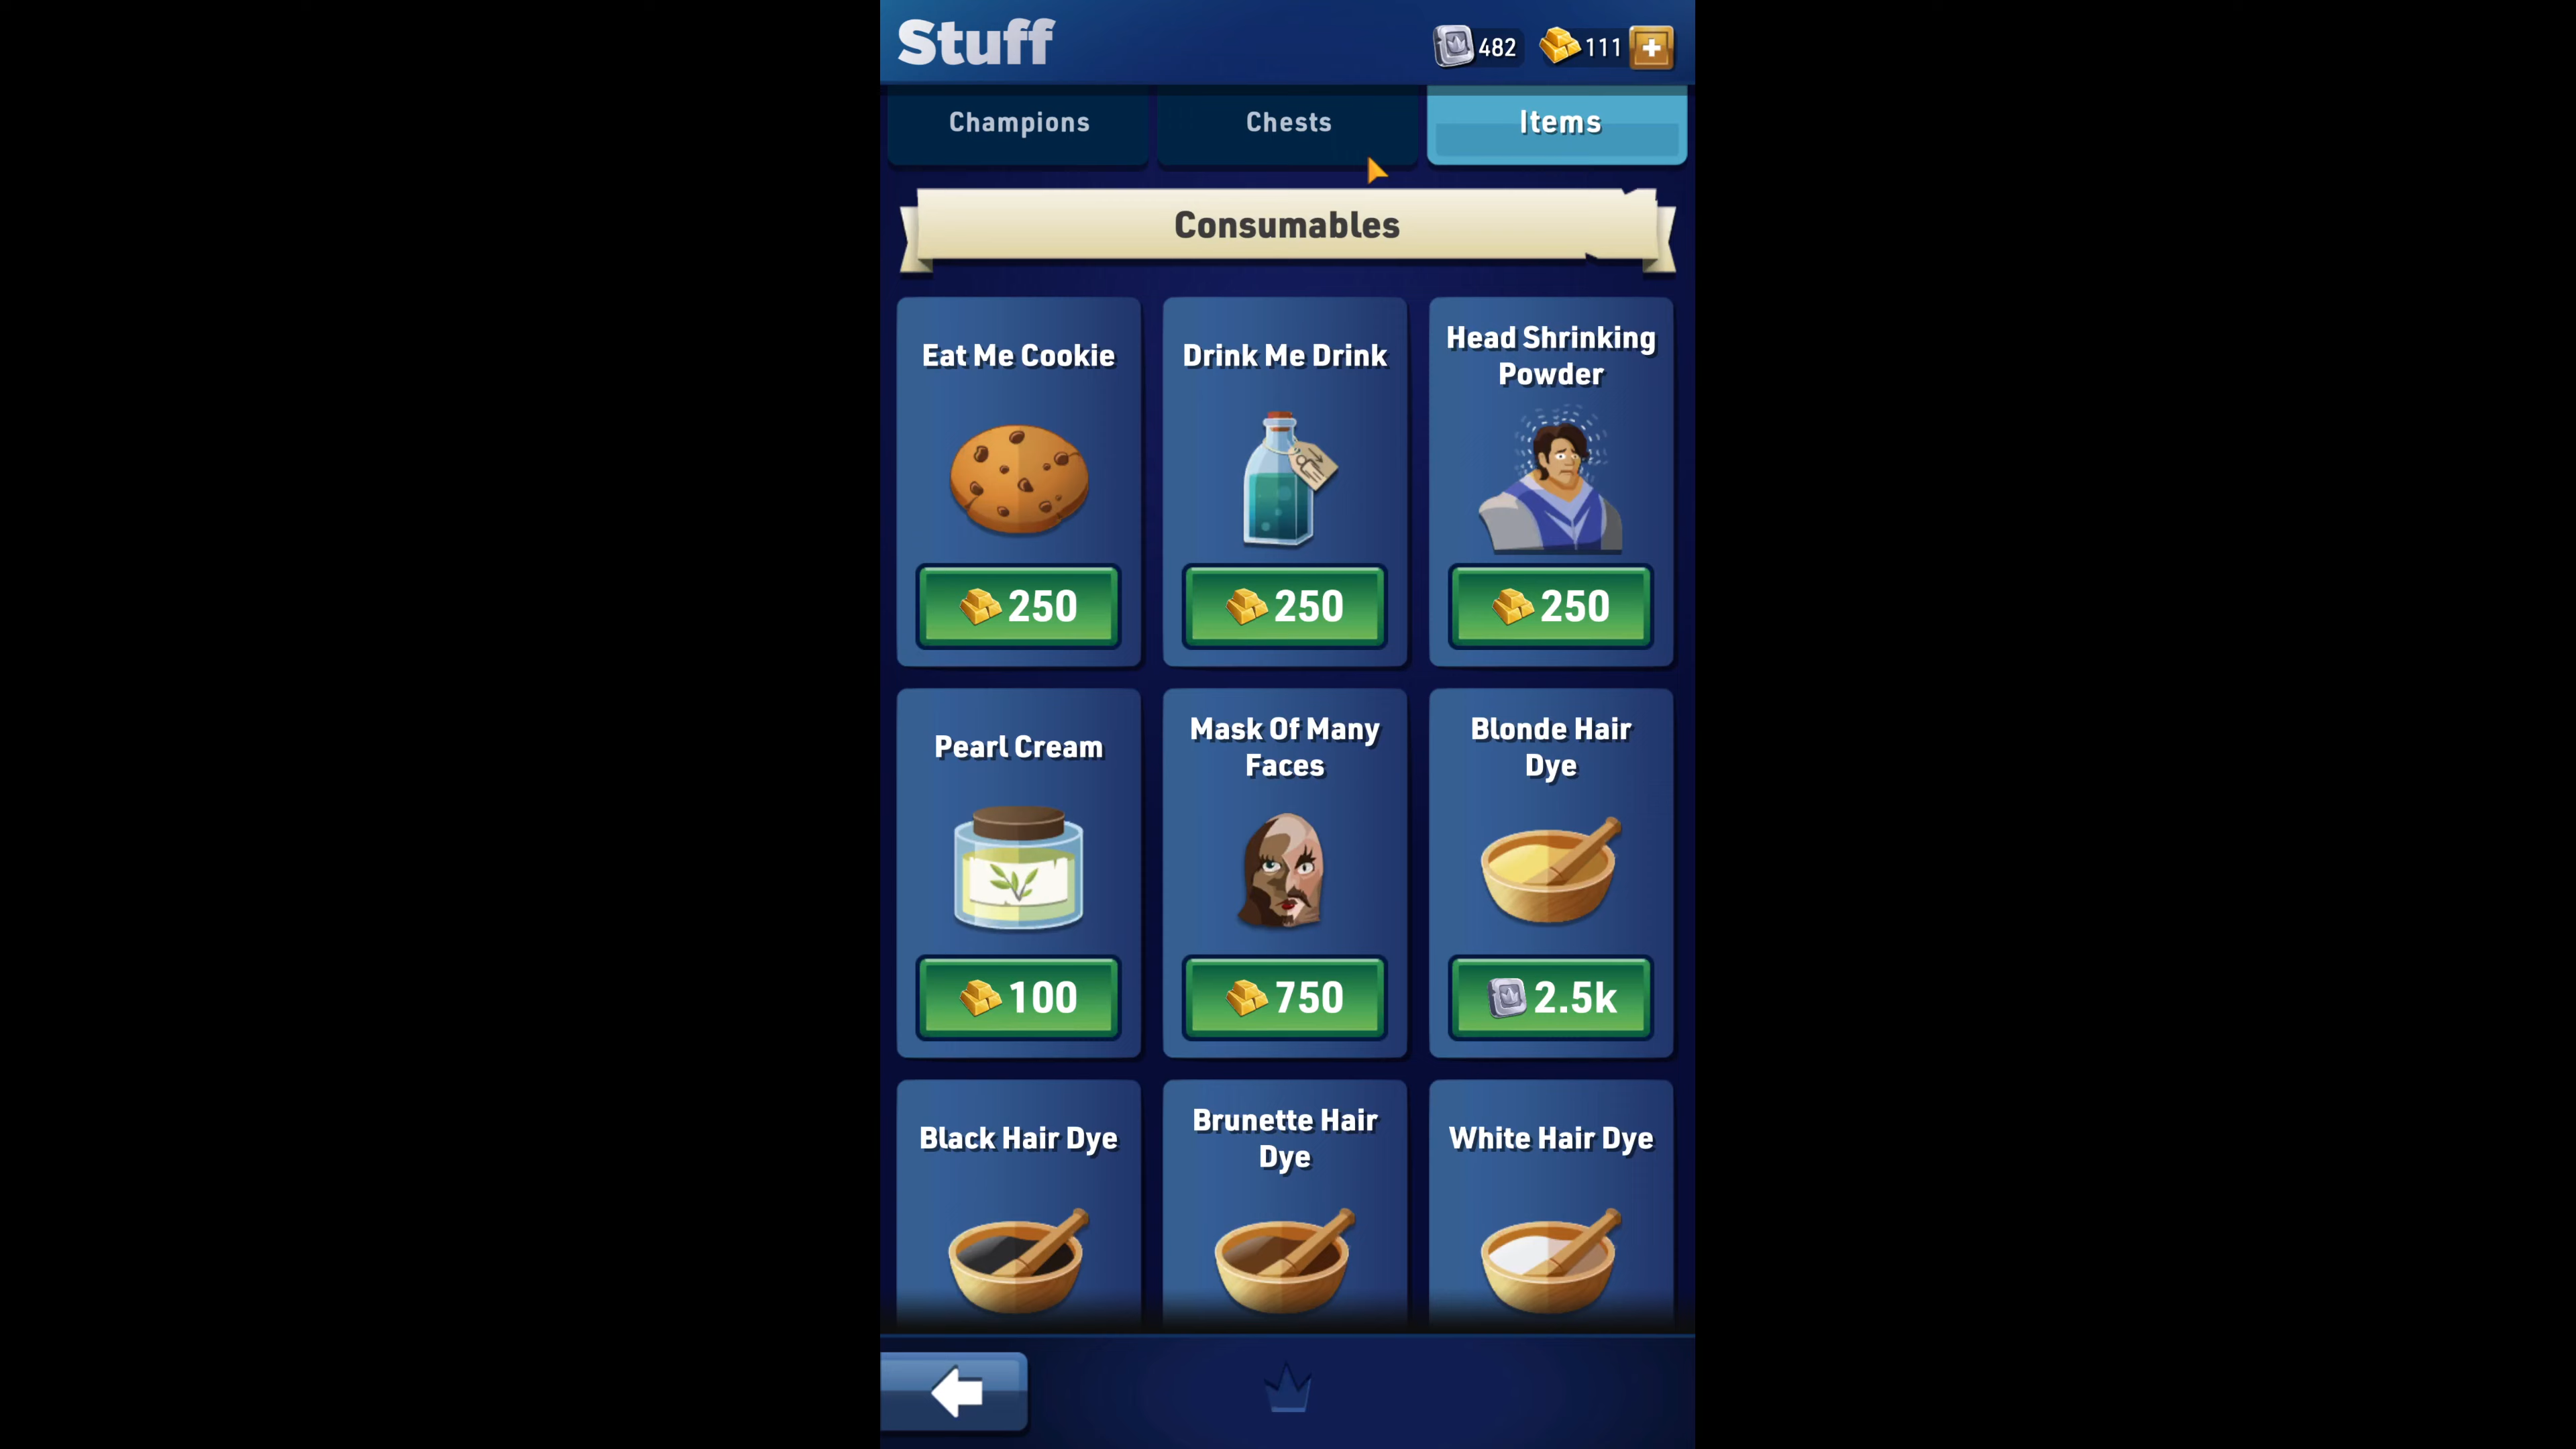 Stuff
482
111
Champions
Chests
Items
Consumables
Eat Me Cookie
Drink Me Drink
Head Shrinking
Powder
250
250
250
Pearl Cream
Mask Of Many
Faces
Blonde Hair
Dye
100
750
2.5k
Black Hair Dye
Brunette Hair
Dye
White Hair Dye